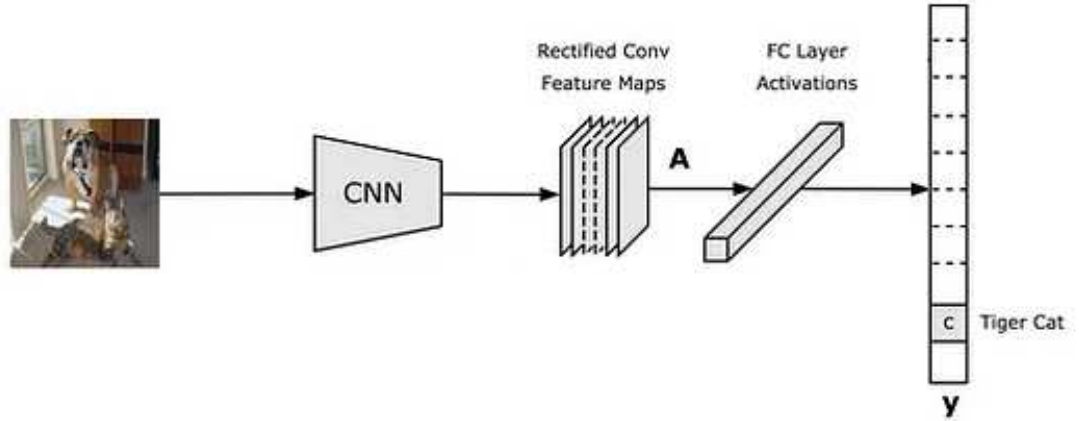 Rectified Conv
Feature Maps
FC Layer
Activations
CNN
A
c
Tiger Cat
y